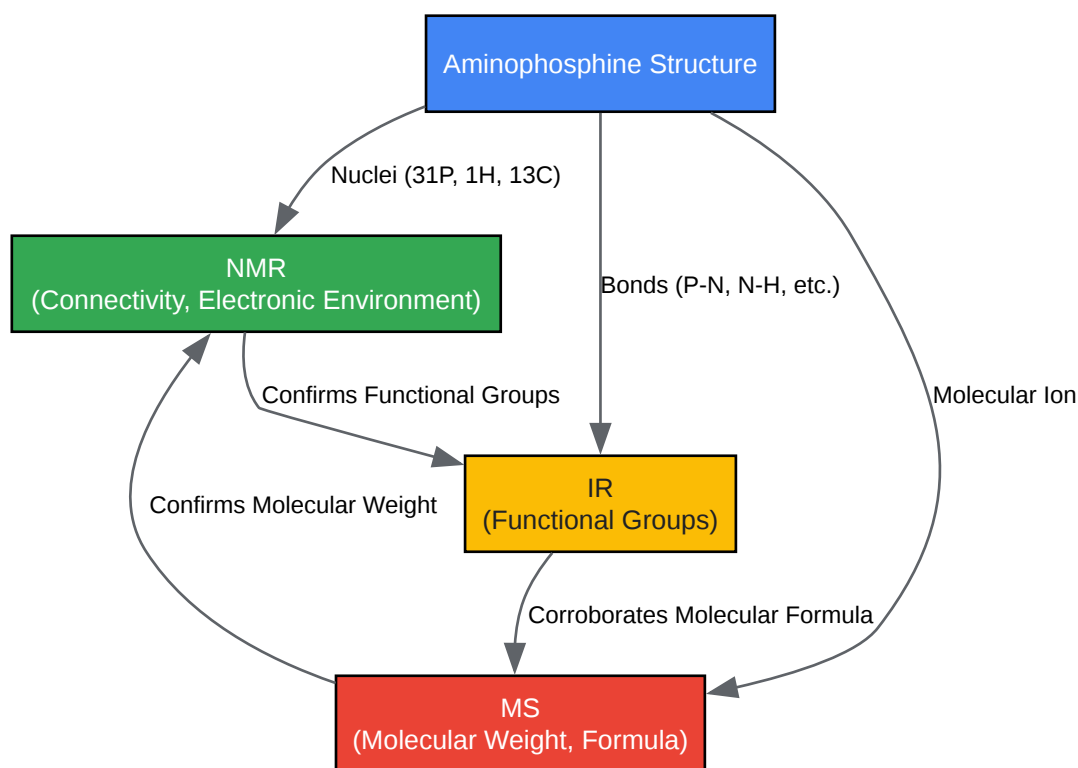 Aminophosphine Structure
Nuclei (31P, 1H, 13C)
NMR
(Connectivity, Electronic Environment)
Bonds (P-N, N-H, etc.)
Confirms Functional Groups
Molecular Ion
IR
(Functional Groups)
Confirms Molecular Weight
Corroborates Molecular Formula
MS
(Molecular Weight, Formula)